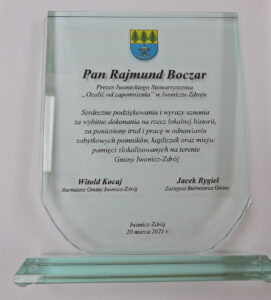 Pan Rajmund Boczar
Prezes Iwonickiego Stowarzyszenia
„Ocalić od zapomnienia" w Iwoniczu-Zdroju
Serdeczne podziękowania i wyrazy uznania
za wybitne dokonania na rzecz lokalnej historii,
za poniesiony trud i pracę w odnawianiu
zabytkowych pomników, kapliczek oraz miejsc
pamięci zlokalizowanych na terenie
Gminy Iwonicz-Zdrój
Witold Kocaj
Burmistrz Gminy Iwonicz-Zdrój
Jacek Rygiel
Zastępca Burmistrza Gminy
Iwonicz-Zdrój
20 marca 2021 r.